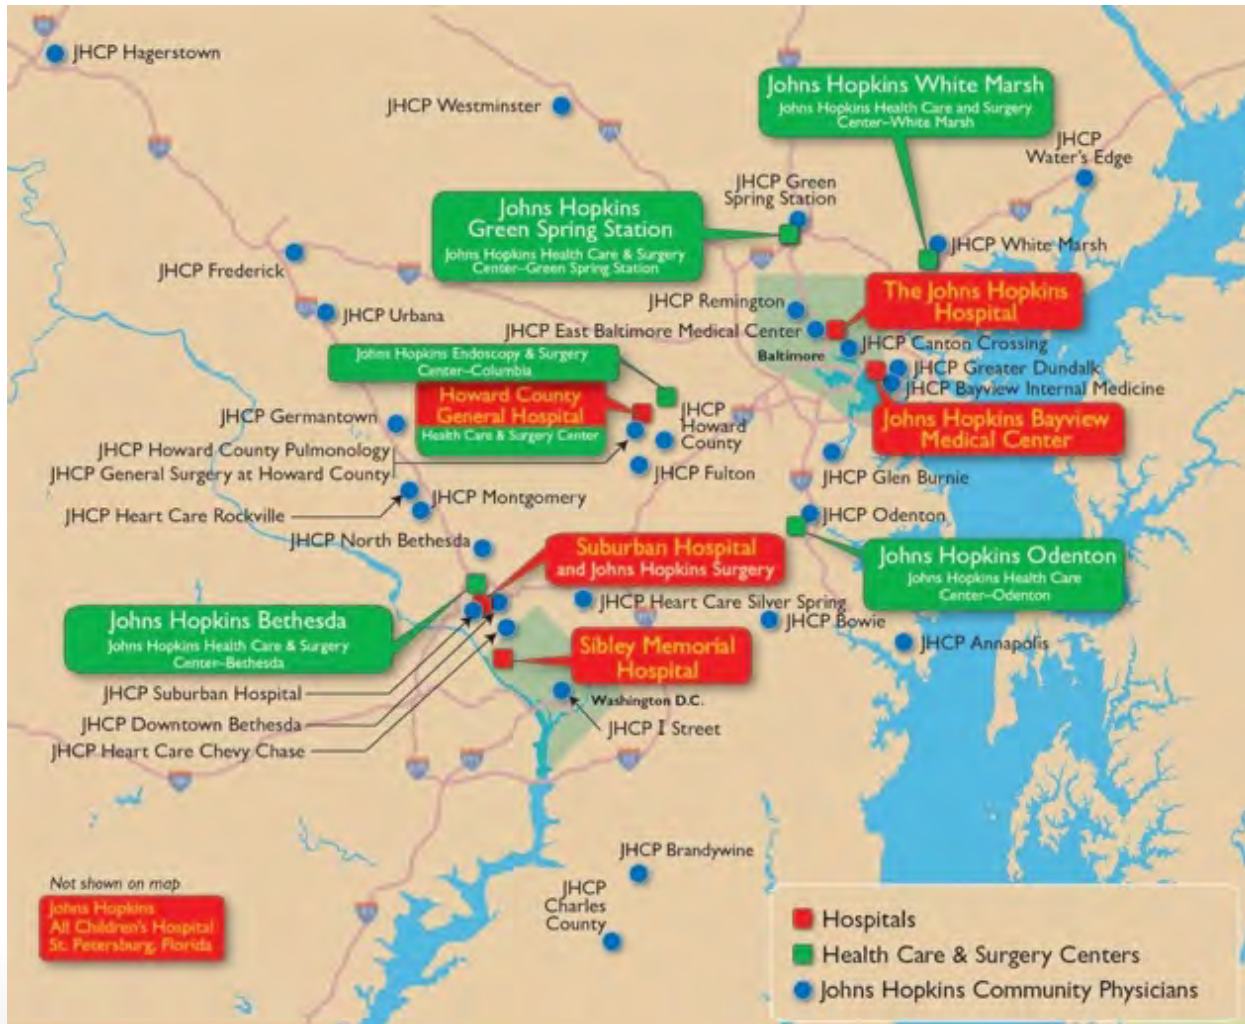 JHCP Hagerstown
JHCP Westminster
Johns Hopkins White Marsh
Johns Hopkins Health Care and Surgery
Center–White Marsh
JHCP
Water's Edge
JHCP Green
Spring Station
Johns Hopkins
Green Spring Station
Johns Hopkins Health Care & Surgery
Center–Green Spring Station
JHCP White Marsh
JHCP Frederick
The Johns Hopkins
Hospital
JHCP Remington
JHCP Urbana
JHCP East Baltimore Medical Center
JHCP Canton Crossing
Baltimore
Johns Hopkins Endoscopy & Surgery
Center–Columbia
JHCP Greater Dundalk
JHCP Bayview Internal Medicine
Howard County
General Hospital
Health Care & Surgery Center
JHCP
Howard
County
Johns Hopkins Bayview
Medical Center
JHCP Germantown
JHCP Howard County Pulmonology
JHCP General Surgery at Howard County
JHCP Fulton
JHCP Glen Burnie
JHCP Montgomery
JHCP Heart Care Rockville
JHCP Odenton
JHCP North Bethesda
Suburban Hospital
and Johns Hopkins Surgery
Johns Hopkins Odenton
Johns Hopkins Health Care
Center–Odenton
JHCP Heart Care Silver Spring
JHCP Bowie
Johns Hopkins Bethesda
Johns Hopkins Health Care & Surgery
Center–Bethesda
JHCP Annapolis
Sibley Memorial
Hospital
JHCP Suburban Hospital
Washington D.C.
JHCP Downtown Bethesda
JHCP I Street
JHCP Heart Care Chevy Chase
JHCP Brandywine
JHCP
Charles
County
Not shown on map
Johns Hopkins
All Children's Hospital
St. Petersburg, Florida
Hospitals
Health Care & Surgery Centers
Johns Hopkins Community Physicians